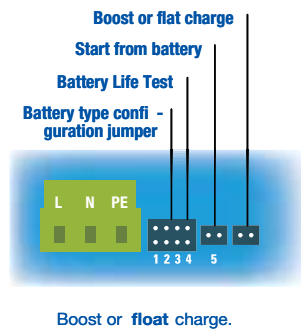 Boost or flat charge
Start from battery
Battery Life Test
Battery type confi -
guration jumper
L N PE
1 2 3 4 5
Boost or float charge.